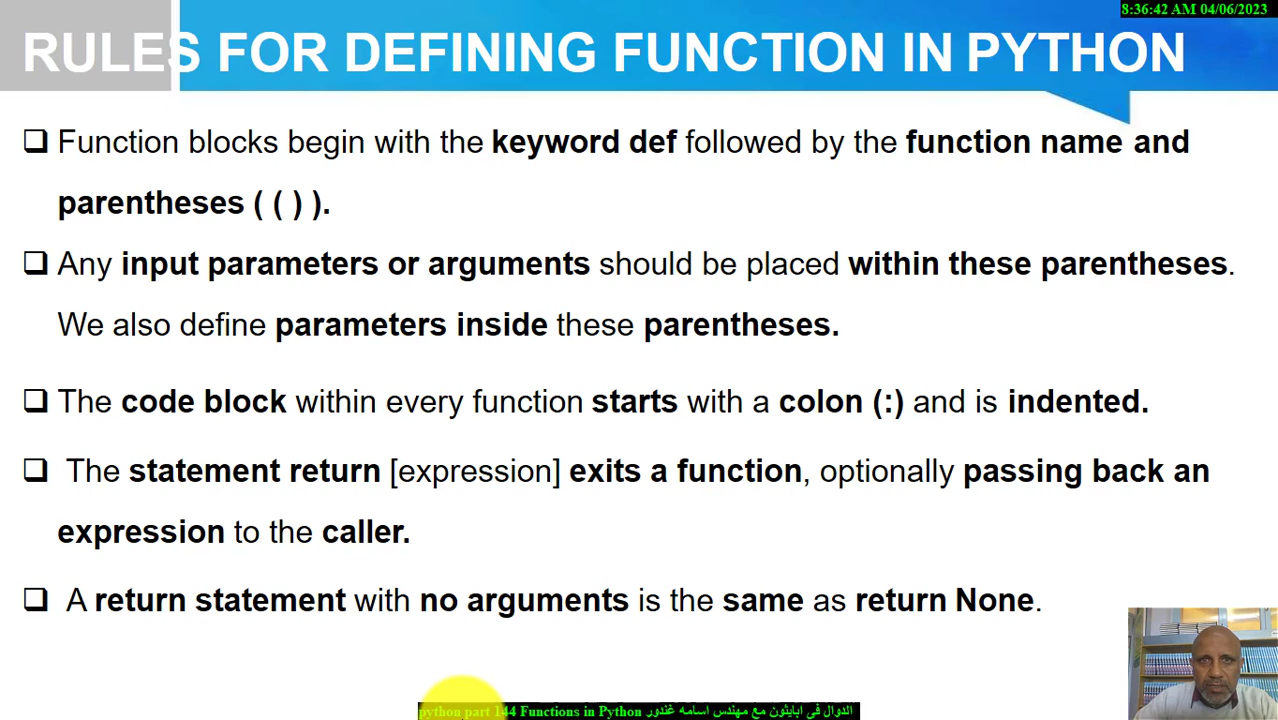 8:36:42 AM 04/06/2023
RULES FOR DEFINING FUNCTION IN PYTHON
❑ Function blocks begin with the keyword def followed by the function name and
parentheses ( ( ) ).
❑ Any input parameters or arguments should be placed within these parentheses.
We also define parameters inside these parentheses.
❑ The code block within every function starts with a colon (:) and is indented.
❑ The statement return [expression] exits a function, optionally passing back an
expression to the caller.
❑ A return statement with no arguments is the same as return None.
python part 144 Functions in Python الدوال في ابايثون مع مهندس اسامه غندور